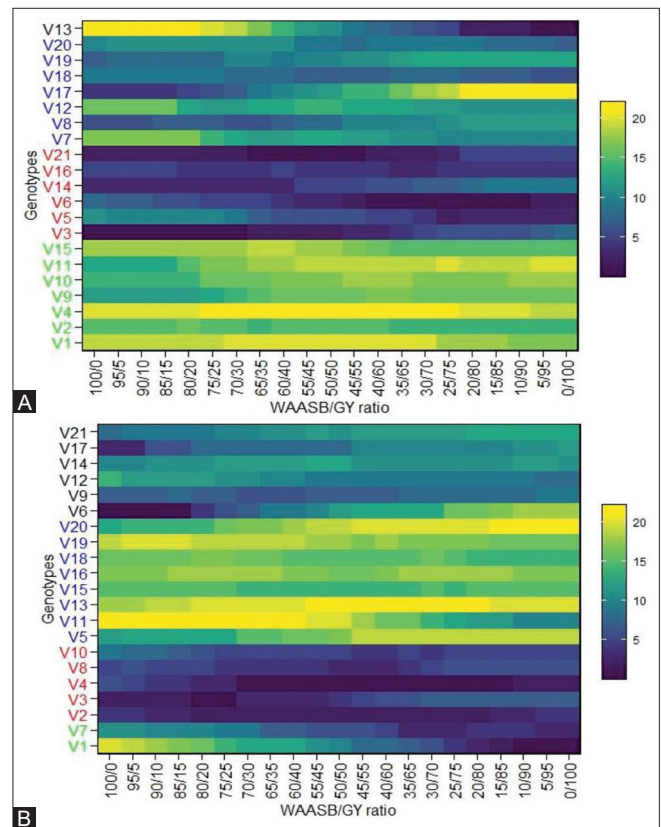 V13
V20
V19
V18
V17
V12
V8
V7
V21
V16
V14
V6
V5
V3
V15
V11
V10
V9
V4
V2
V1
Genotypes
100/0 95/5 90/10 85/15 80/20 75/25 70/30 65/35 60/40 55/45 50/50 45/55 40/60 35/65 30/70 25/75 20/80 15/85 10/90 5/95 0/100
WAASB/GY ratio
20
15
10
5
A
V21
V17
V14
V12
V9
V6
V20
V19
V18
V16
V15
V13
V11
V5
V10
V8
V4
V3
V2
V7
V1
Genotypes
100/0 95/5 90/10 85/15 80/20 75/25 70/30 65/35 60/40 55/45 50/50 45/55 40/60 35/65 30/70 25/75 20/80 15/85 10/90 5/95 0/100
WAASB/GY ratio
20
15
10
5
B